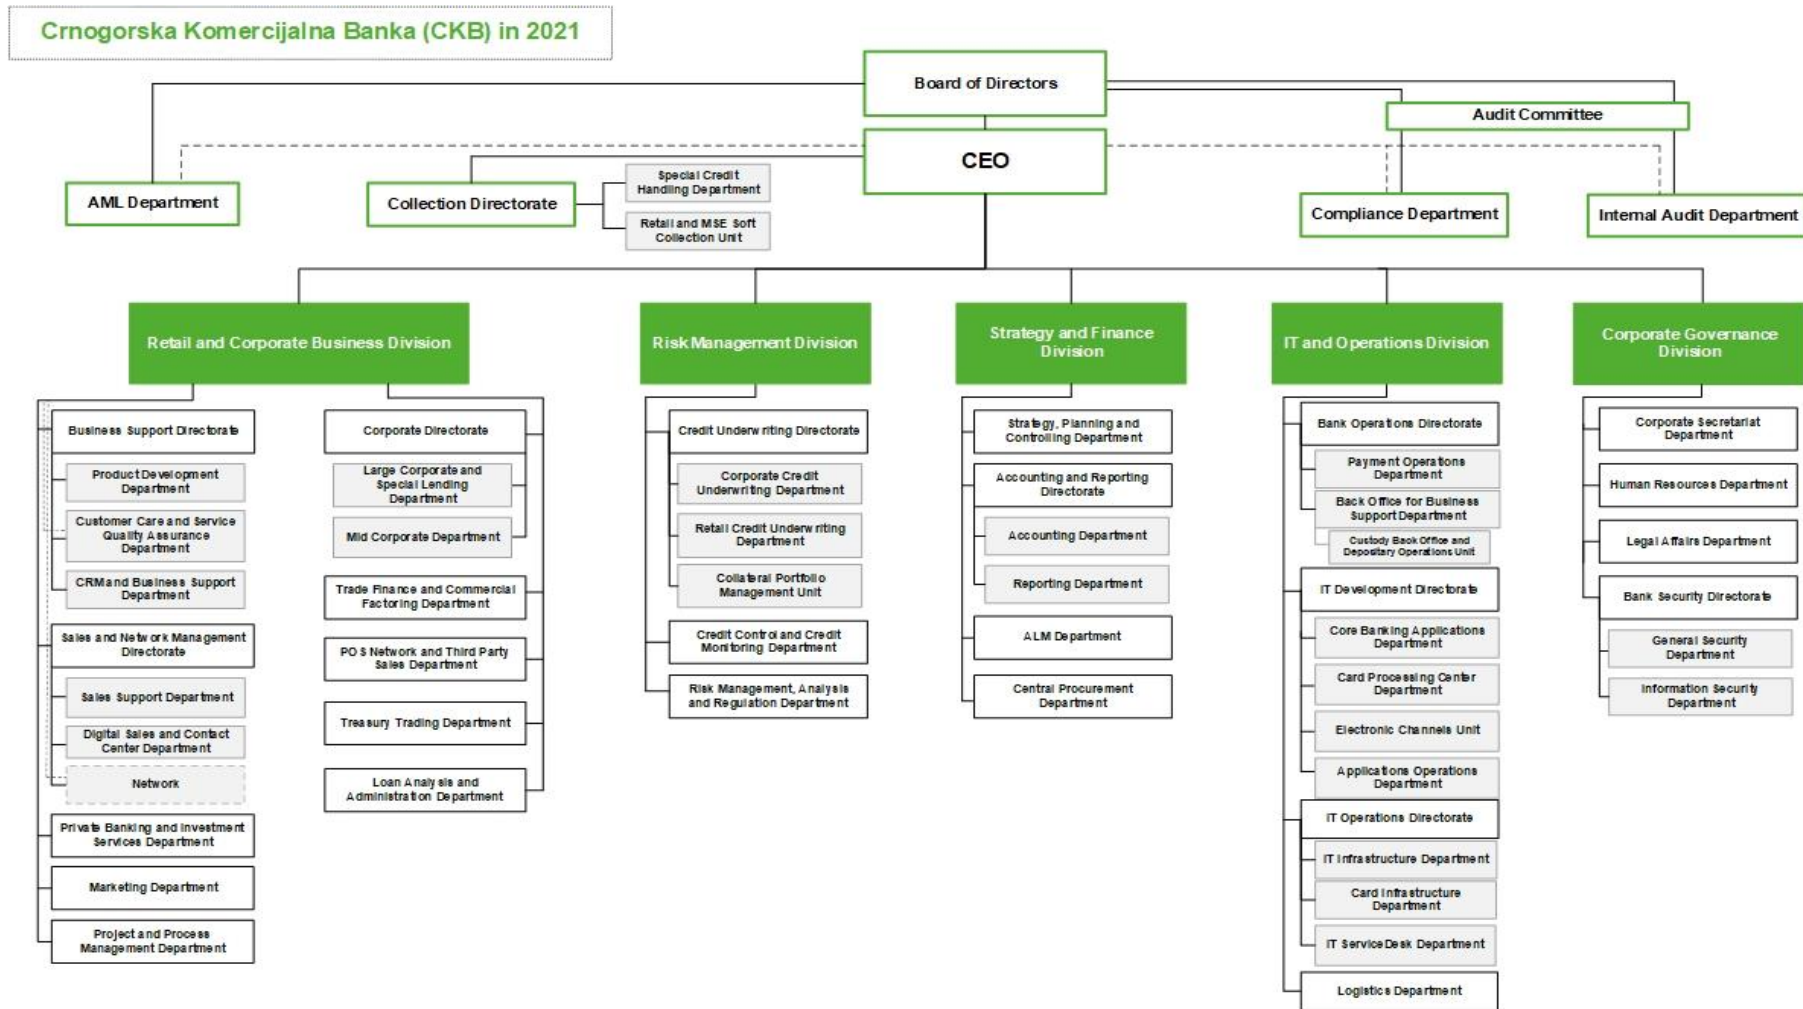 Crnogorska Komercijalna Banka (CKB) in 2021
Board of Directors
Audit Committee
CEO
AML Department
Collection Directorate
Special Credit
Handling Department
Retail and MSE Soft
Collection Unit
Compliance Department
Internal Audit Department
Retail and Corporate Business Division
Risk Management Division
Strategy and Finance
Division
IT and Operations Division
Corporate Governance
Division
Business Support Directorate
Product Development
Department
Customer Care and Service
Quality Assurance
Department
CRM and Business Support
Department
Sales and Network Management
Directorate
Sales Support Department
Digital Sales and Contact
Center Department
Network
Private Banking and Investment
Services Department
Marketing Department
Project and Process
Management Department
Corporate Directorate
Large Corporate and
Special Lending
Department
Mid Corporate Department
Trade Finance and Commercial
Factoring Department
POS Network and Third Party
Sales Department
Treasury Trading Department
Loan Analysis and
Administration Department
Credit Underwriting Directorate
Corporate Credit
Underwriting Department
Retail Credit Underwriting
Department
Collateral Portfolio
Management Unit
Credit Control and Credit
Monitoring Department
Risk Management, Analysis
and Regulation Department
Strategy, Planning and
Controlling Department
Accounting and Reporting
Directorate
Accounting Department
Reporting Department
ALM Department
Central Procurement
Department
Bank Operations Directorate
Payment Operations
Department
Back Office for Business
Support Department
Custody Back Office and
Depositary Operations Unit
IT Development Directorate
Core Banking Applications
Department
Card Processing Center
Department
Electronic Channels Unit
Applications Operations
Department
IT Operations Directorate
IT Infrastructure Department
Card Infrastructure
Department
IT ServiceDesk Department
Logistics Department
Corporate Secretariat
Department
Human Resources Department
Legal Affairs Department
Bank Security Directorate
General Security
Department
Information Security
Department